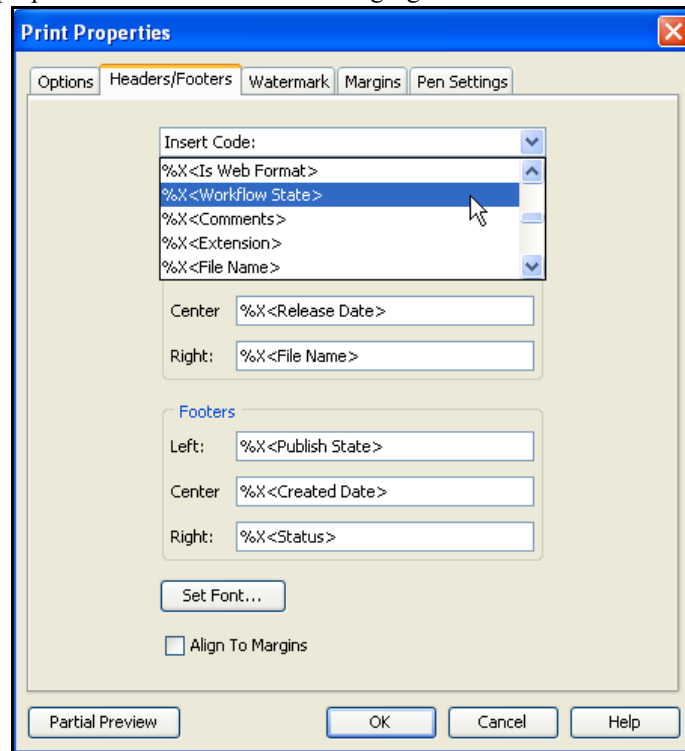 Print Properties
Options Headers/Footers Watermark Margins Pen Settings
Insert Code:
%X<Is Web Format>
%X<Workflow State>
%X<Comments>
%X<Extension>
%X<File Name>
Center %X<Release Date>
Right: %X<File Name>
Footers
Left: %X<Publish State>
Center %X<Created Date>
Right: %X<Status>
Set Font...
Align To Margins
Partial Preview OK Cancel Help